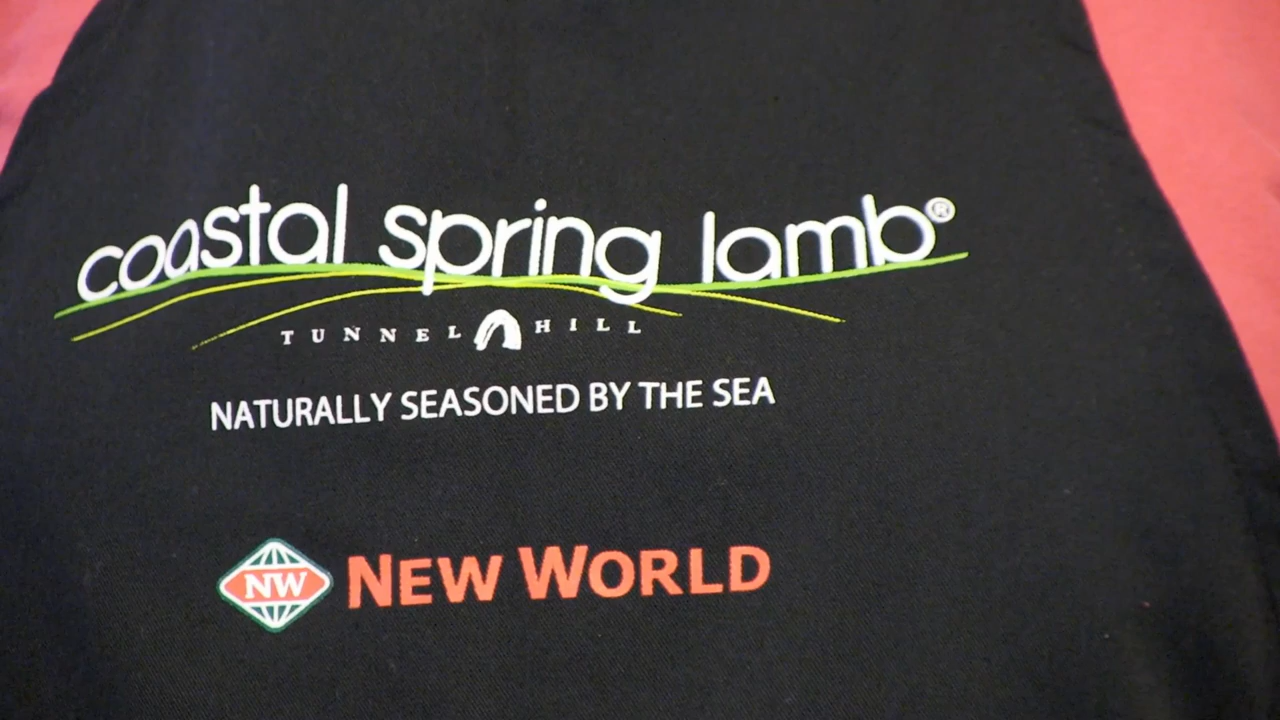 coastal spring lamb®
TUNNEL HILL
NATURALLY SEASONED BY THE SEA
NW NEW WORLD